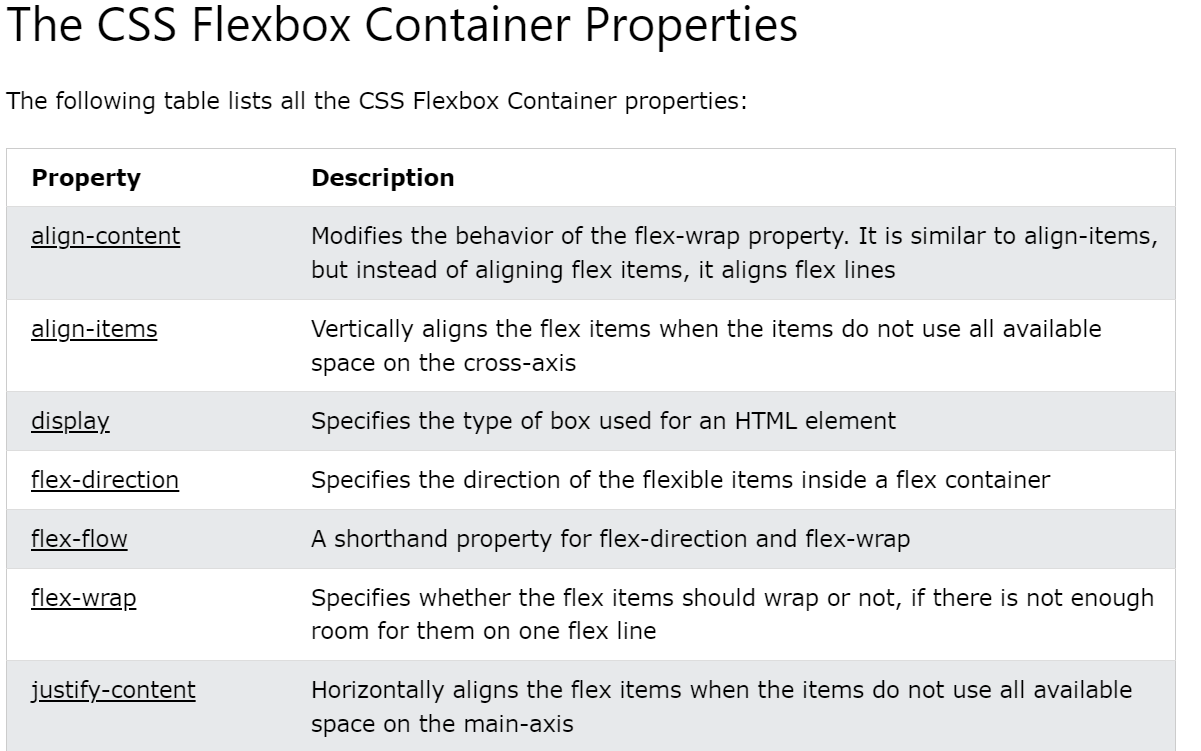 The CSS Flexbox Container Properties
The following table lists all the CSS Flexbox Container properties:
Property Description
align-content Modifies the behavior of the flex-wrap property. It is similar to align-items,
but instead of aligning flex items, it aligns flex lines
align-items Vertically aligns the flex items when the items do not use all available
space on the cross-axis
display Specifies the type of box used for an HTML element
flex-direction Specifies the direction of the flexible items inside a flex container
flex-flow A shorthand property for flex-direction and flex-wrap
flex-wrap Specifies whether the flex items should wrap or not, if there is not enough
room for them on one flex line
justify-content Horizontally aligns the flex items when the items do not use all available
space on the main-axis